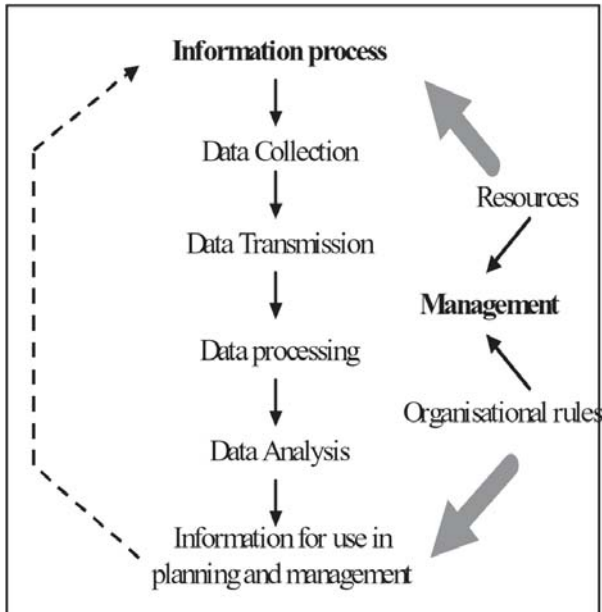 Information process
Data Collection
Data Transmission
Data processing
Data Analysis
Information for use in
planning and management
Resources
Management
Organisational rules